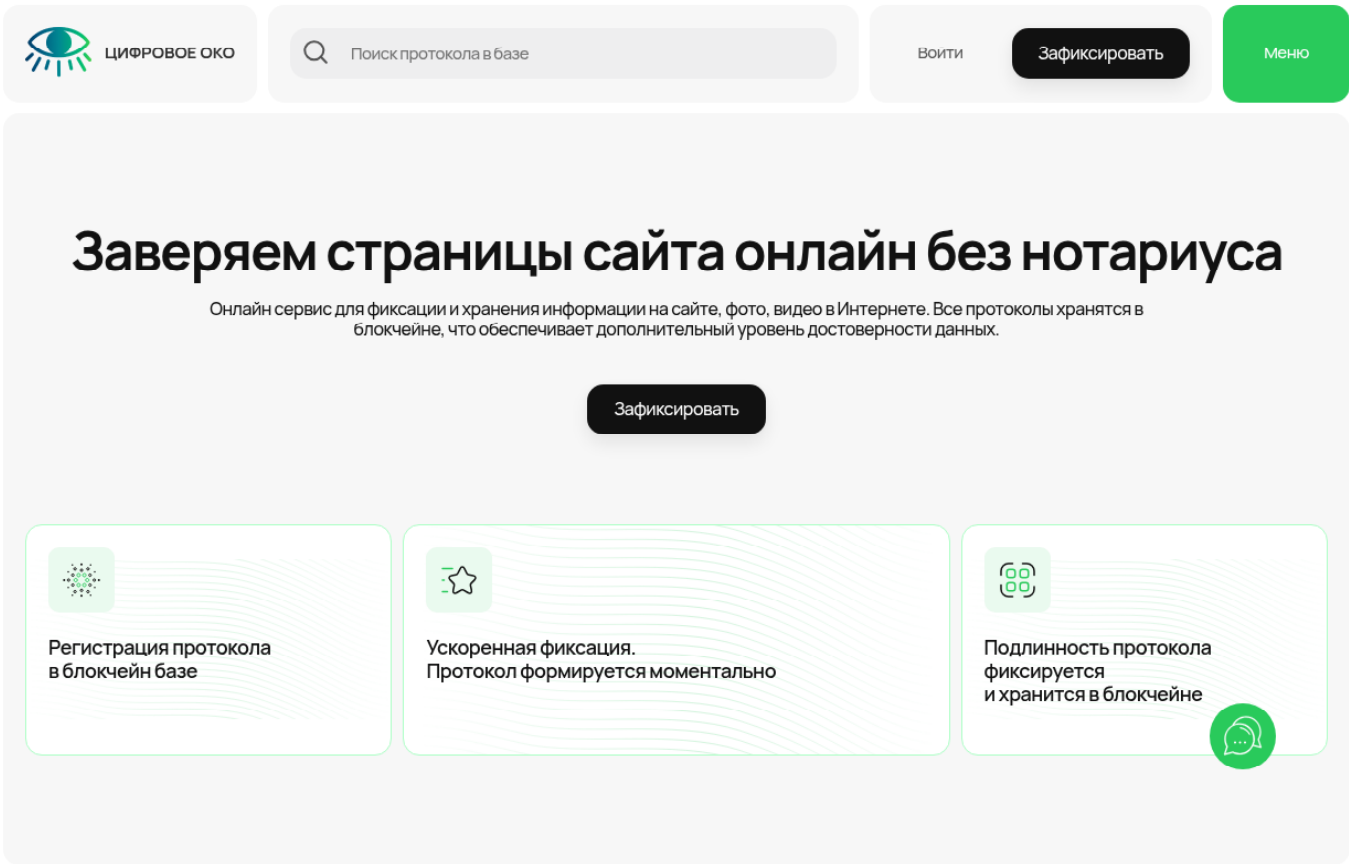 ЦИФРОВОЕ ОКО
Поиск протокола в базе
Войти
Зафиксировать
Меню
Заверяем страницы сайта онлайн без нотариуса
Онлайн сервис для фиксации и хранения информации на сайте, фото, видео в Интернете. Все протоколы хранятся в
блокчейне, что обеспечивает дополнительный уровень достоверности данных.
Зафиксировать
Регистрация протокола
в блокчейн базе
Ускоренная фиксация.
Протокол формируется моментально
Подлинность протокола
фиксируется
и хранится в блокчейне